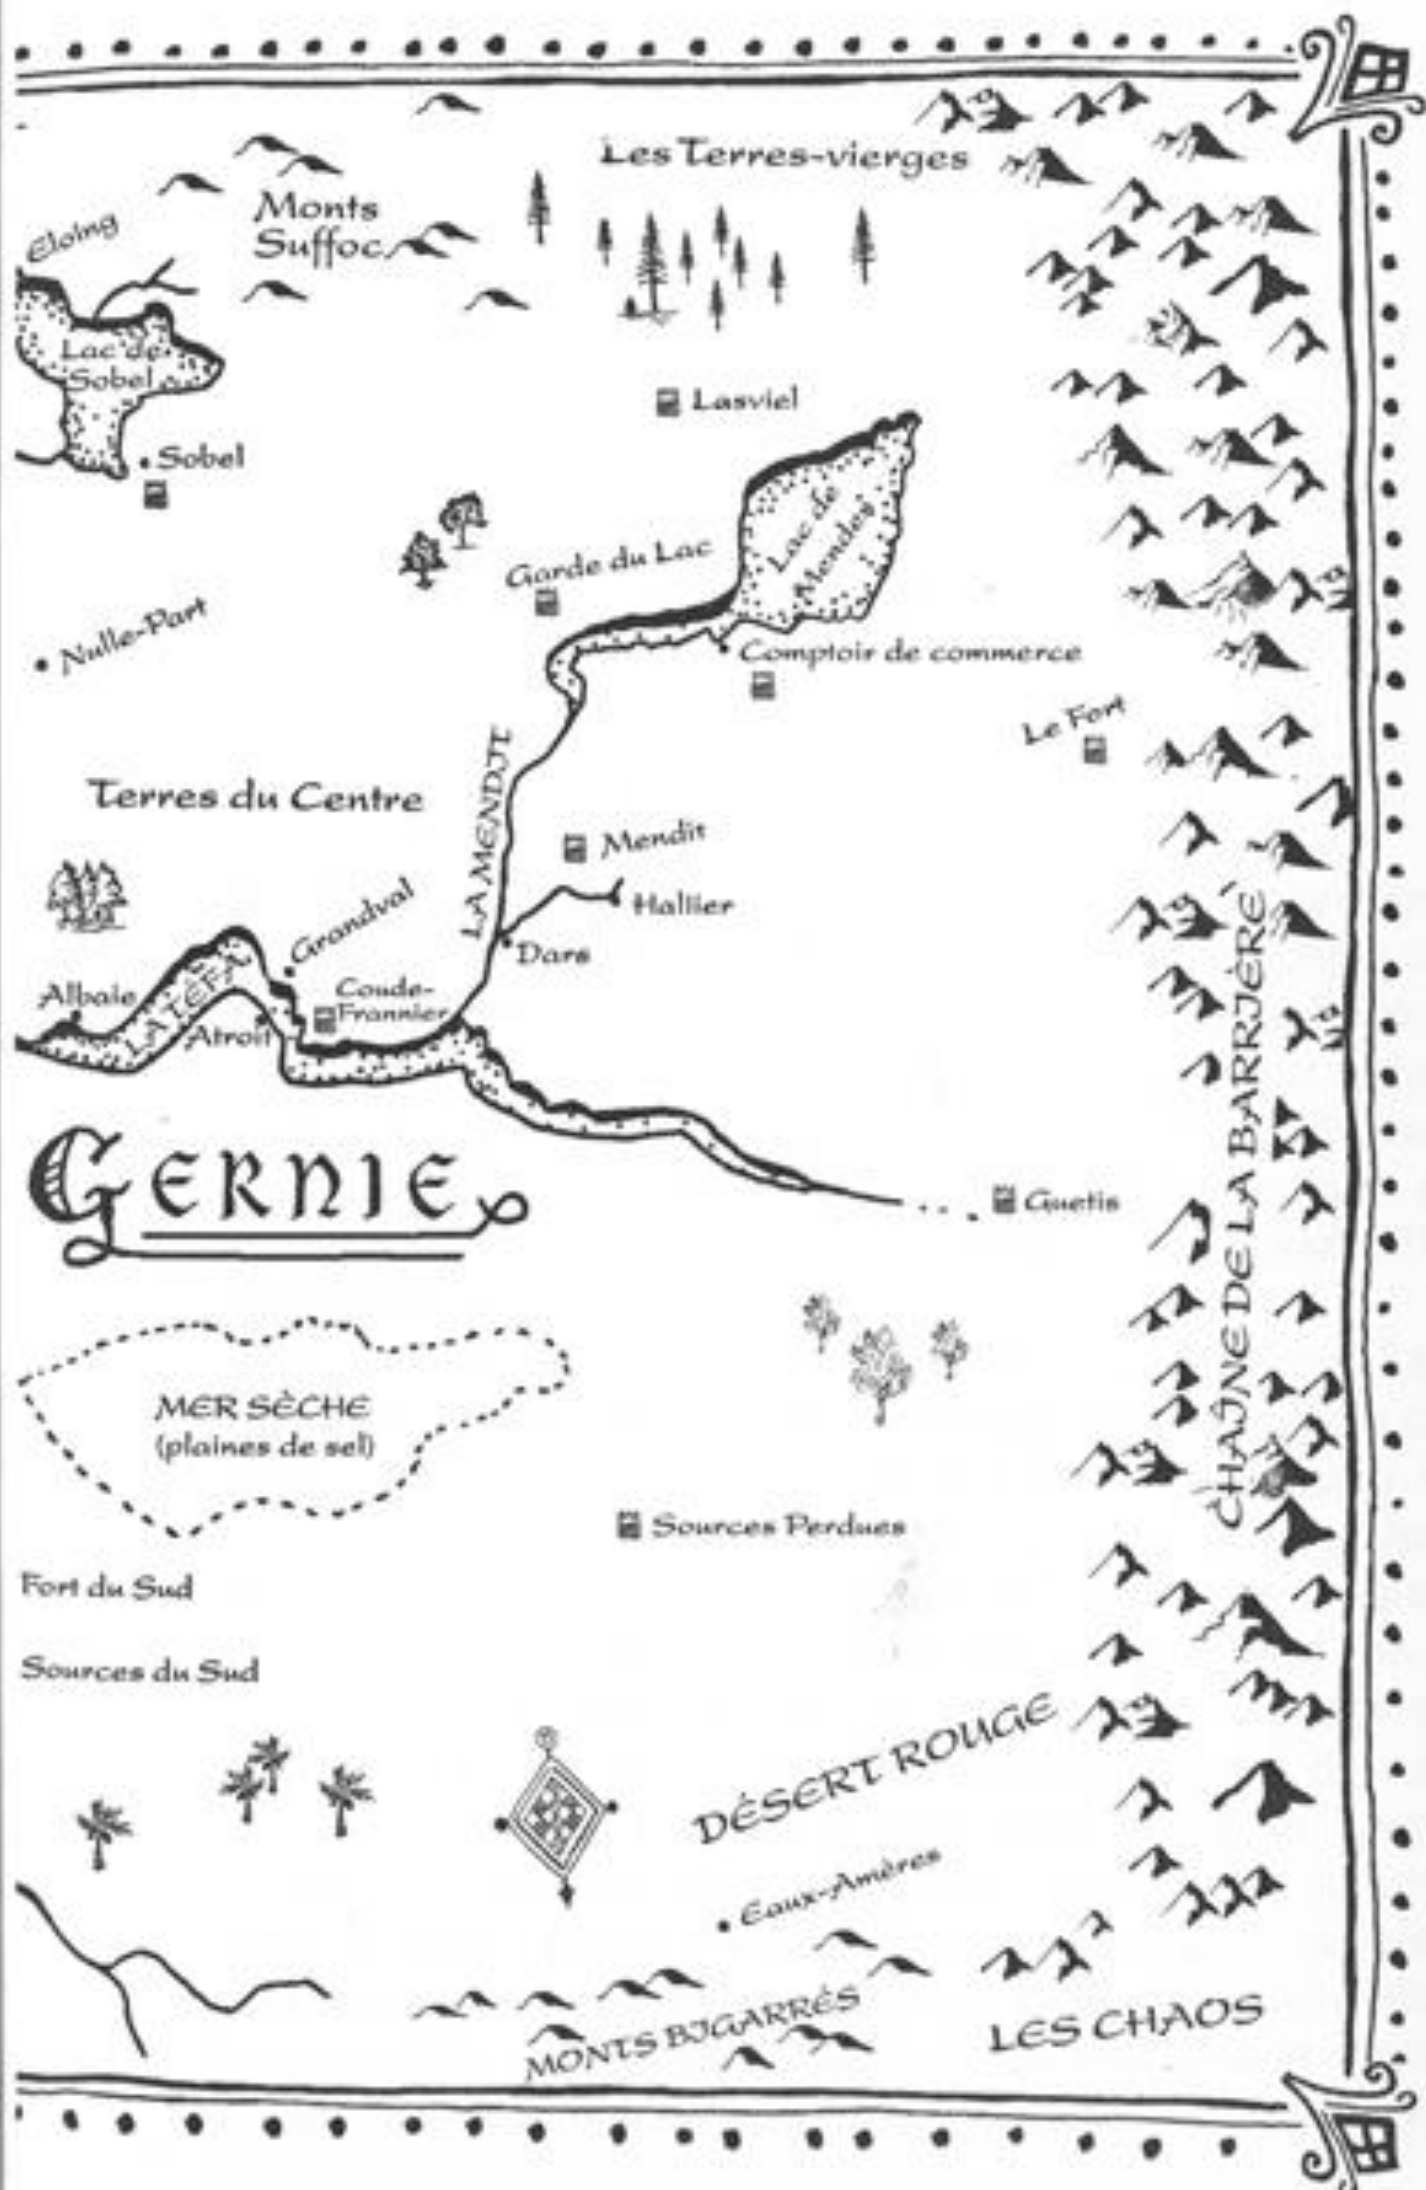 Les Terres-vierges
Monts
Suffoc
Eloing
Lac de
Sobel
Lasviel
Sobel
Lac de
Mendes
Garde du Lac
Nulle-Part
Comptoir de commerce
Le Fort
LA MENDIT
Terres du Centre
Mendit
Hallier
Grandval
Dars
Albaie
LA TÉFA
Coude-
Frannier
Atroit
CHAÎNE DE LA BARRIÈRE
GERNIE
Guetis
MER SÈCHE
(plaines de sel)
Sources Perdues
Fort du Sud
Sources du Sud
DÉSERT ROUGE
Eaux-Amères
MONTS BIGARRÉS
LES CHAOS